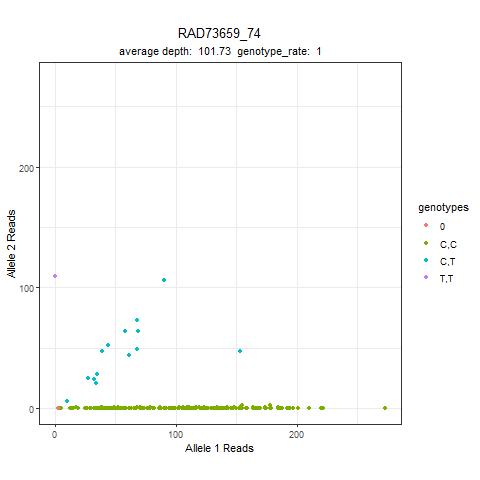 RAD73659_74
average depth: 101.73 genotype_rate: 1
Allele 2 Reads
200
100
0
0
100
200
Allele 1 Reads
genotypes
0
C,C
C,T
T,T